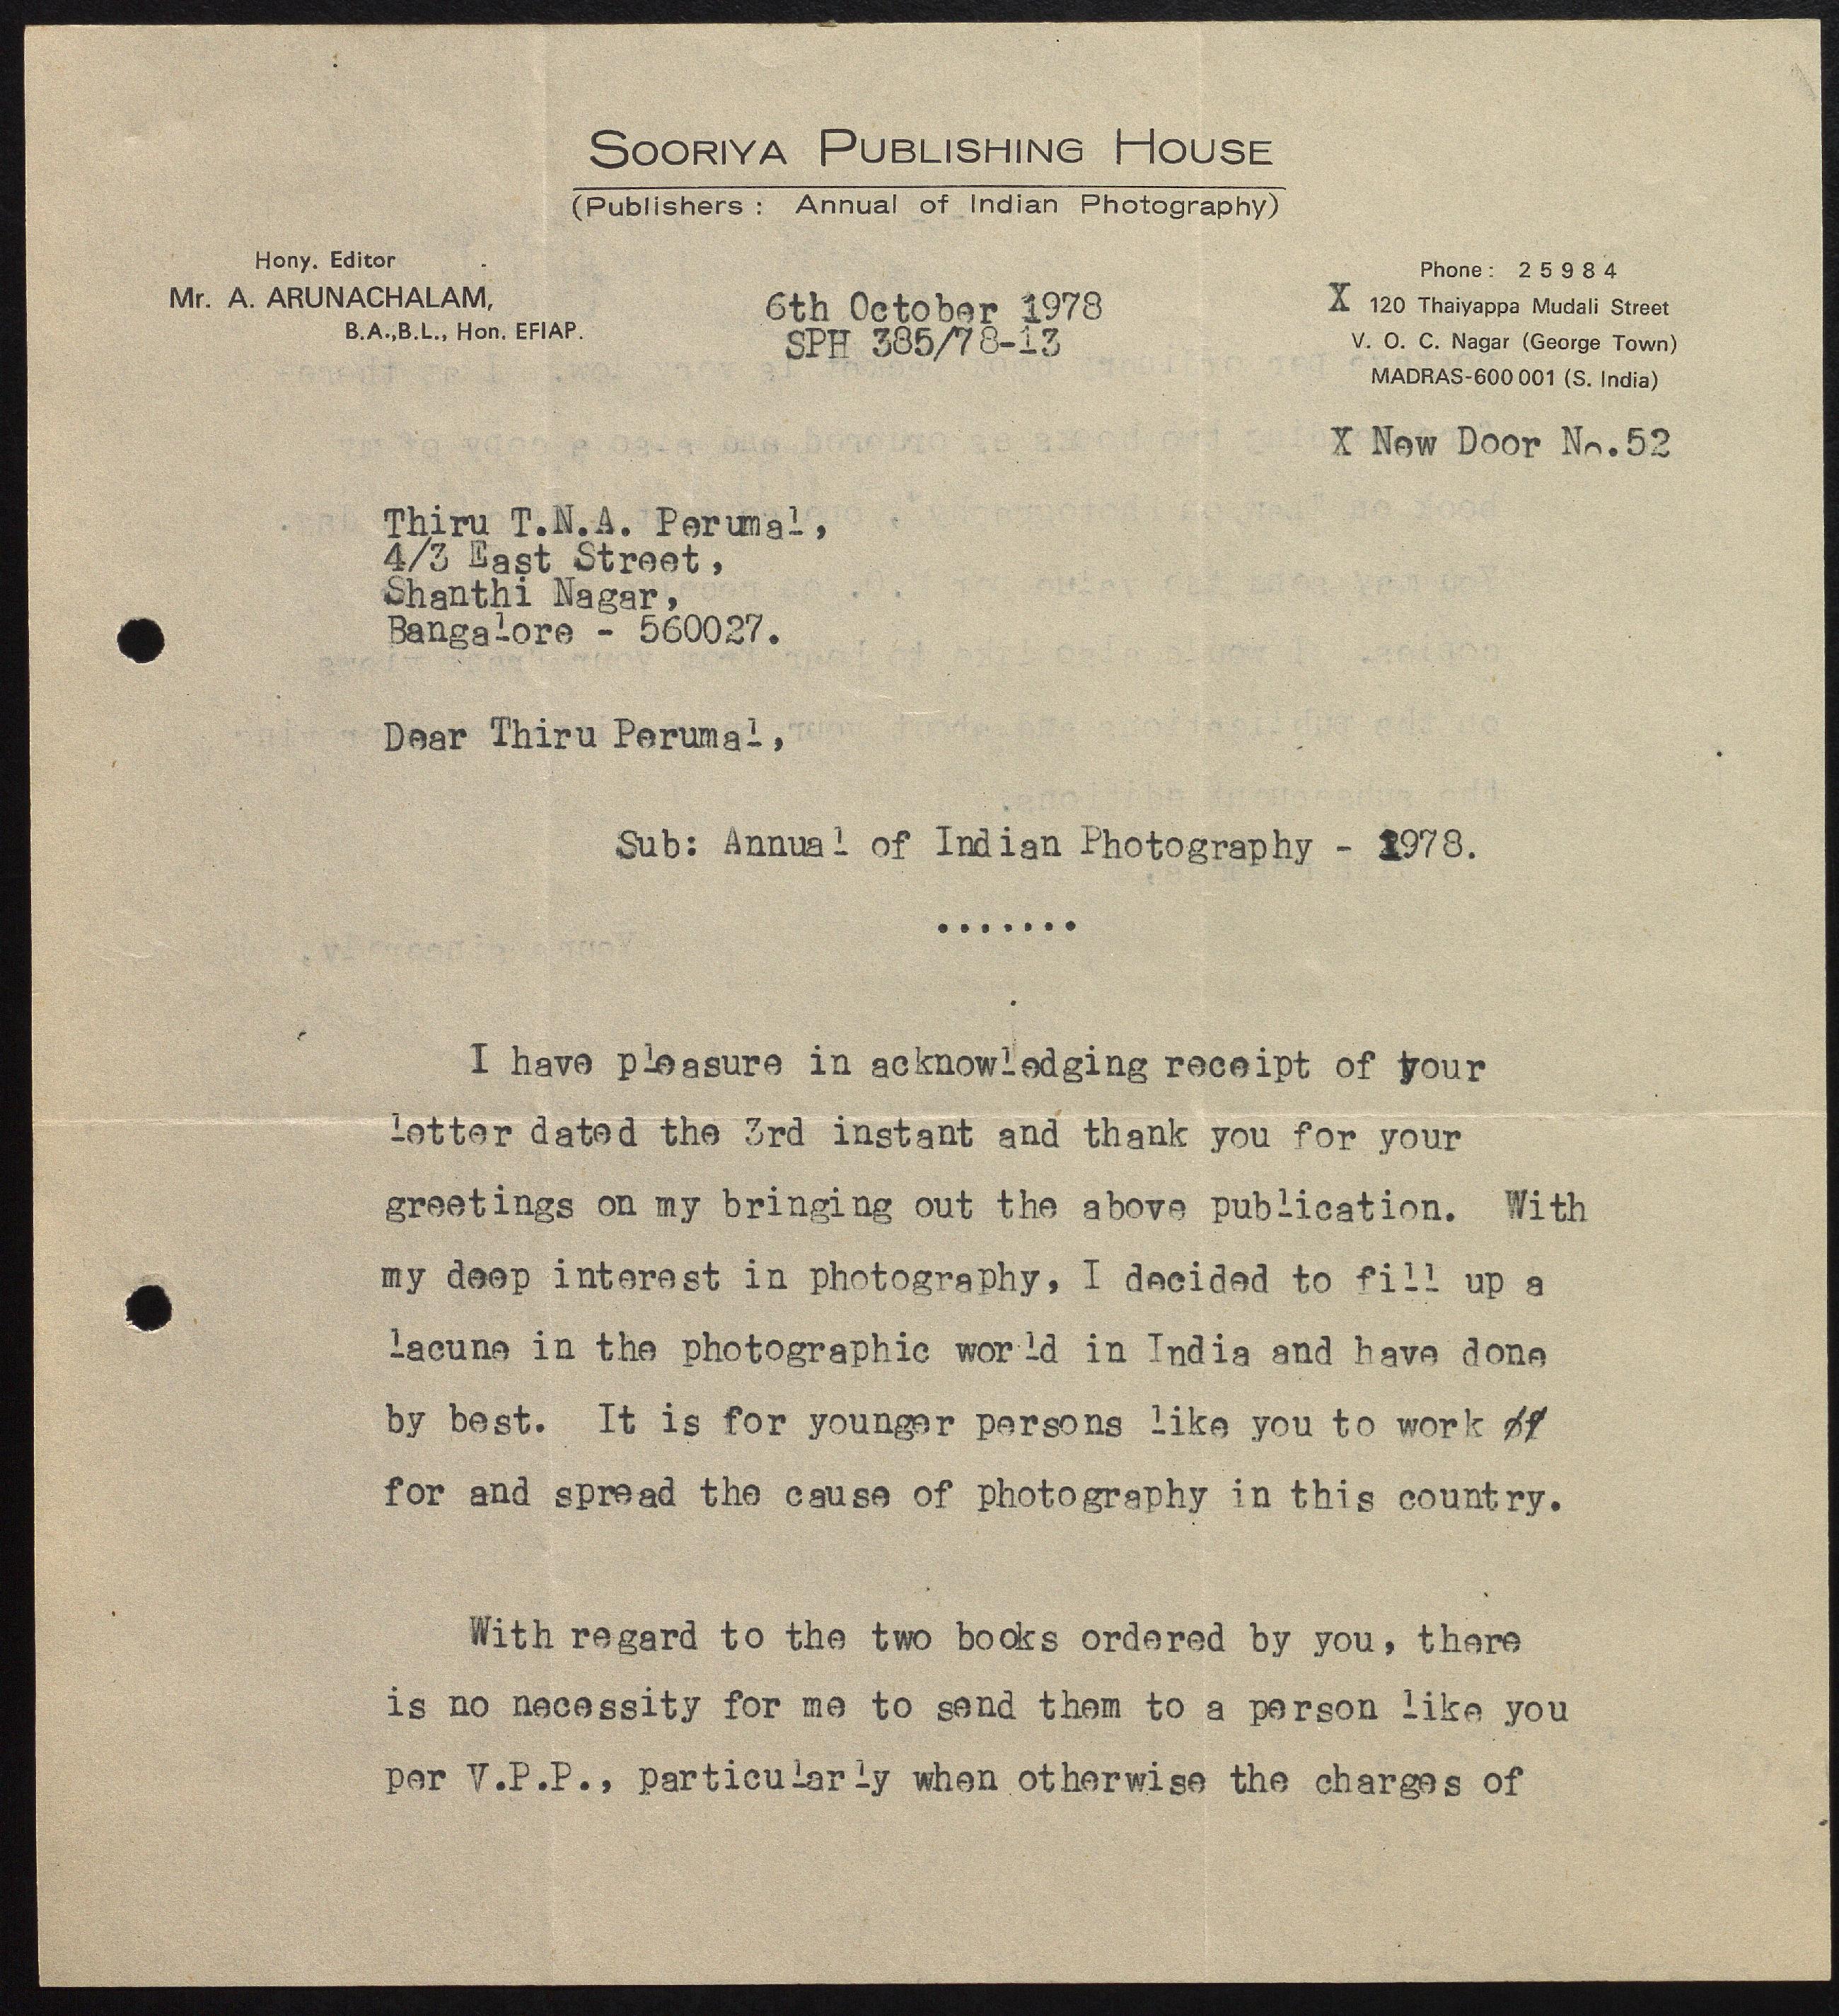 SOORIYA PUBLISHING HOUSE
(Publishers : Annual of Indian Photography)
Hony. Editor
Mr. A. ARUNACHALAM,
B.A.,B.L., Hon. EFIAP.
6th October 1978
SPH 385/78-13
Phone : 25984
X 120 Thaiyappa Mudali Street
V. O. C. Nagar (George Town)
MADRAS-600 001 (S. India)
X New Door No.52
Thiru T.N.A. Perumal,
4/3 East Street,
Shanthi Nagar,
Bangalore - 560027.
Dear Thiru Perumal,
Sub: Annual of Indian Photography - 1978.
.......
I have pleasure in acknowledging receipt of your
letter dated the 3rd instant and thank you for your
greetings on my bringing out the above publication. With
my deep interest in photography, I decided to fill up a
lacune in the photographic world in India and have done
by best. It is for younger persons like you to work of
for and spread the cause of photography in this country.
With regard to the two books ordered by you, there
is no necessity for me to send them to a person like you
per V.P.P., particularly when otherwise the charges of